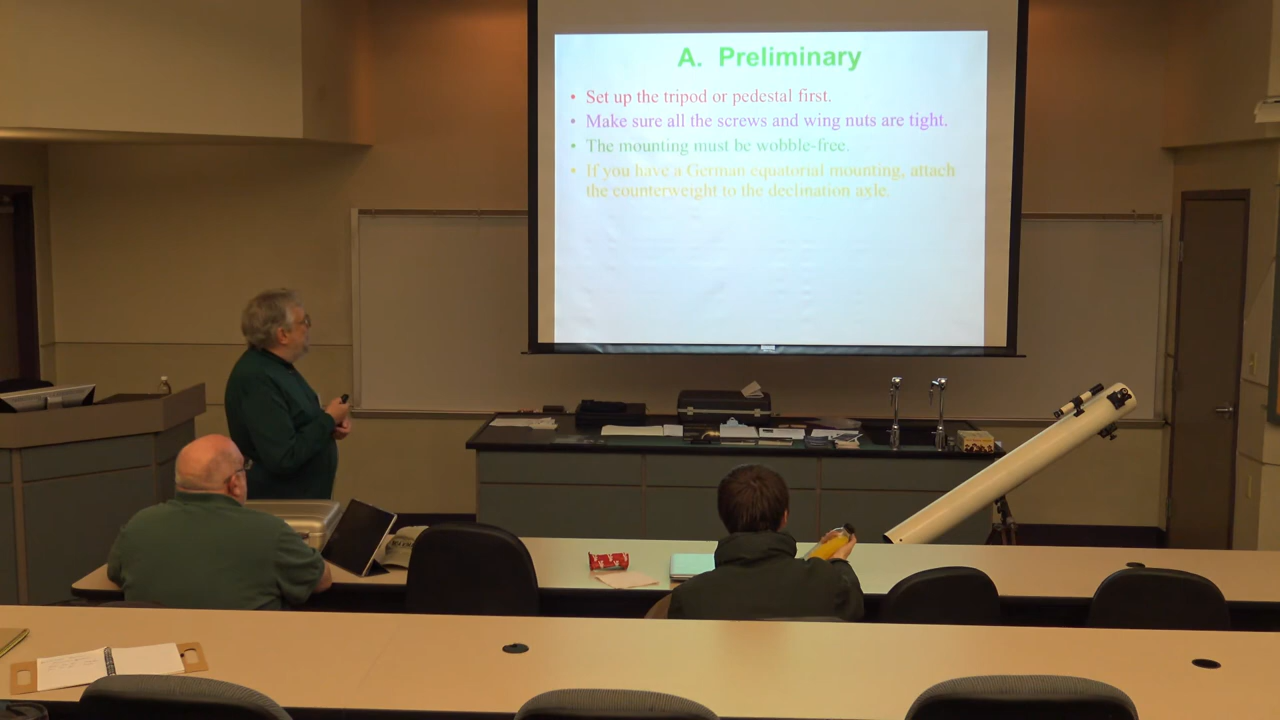 A. Preliminary
• Set up the tripod or pedestal first.
• Make sure all the screws and wing nuts are tight.
• The mounting must be wobble-free.
• If you have a German equatorial mounting, attach
the counterweight to the declination axle.